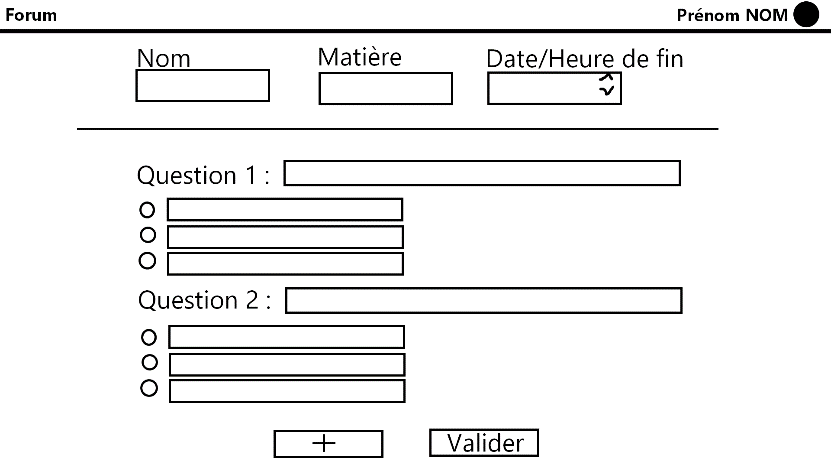 Forum Prénom NOM
Nom Matière Date/Heure de fin
Question 1 :
Question 2 :
+ Valider